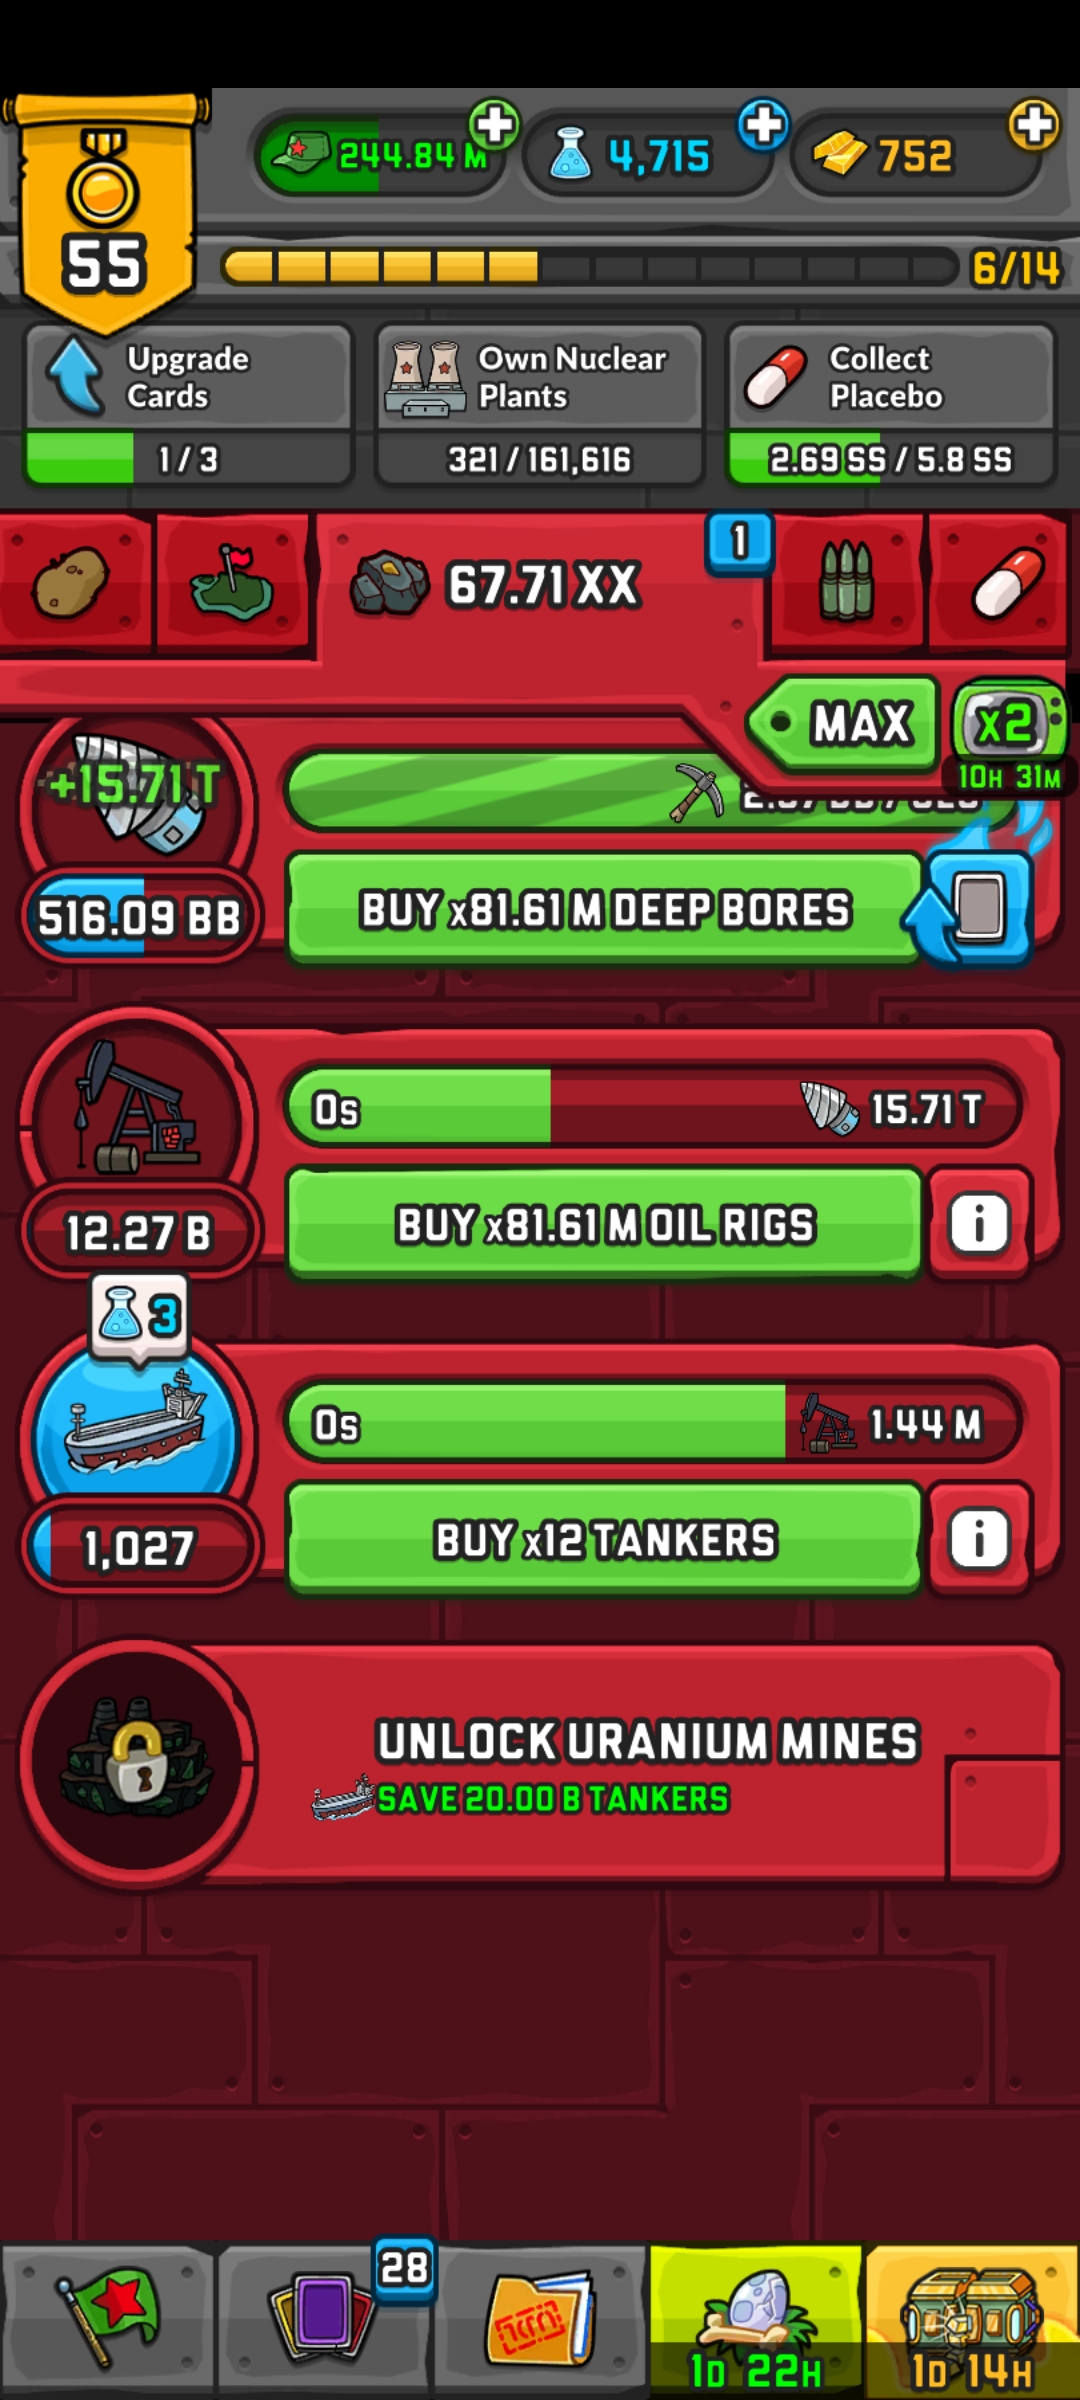 244.84 M
4,715
752
55
6/14
Upgrade
Cards
Own Nuclear
Plants
Collect
Placebo
1 / 3
321 / 161,616
2.69 SS / 5.8 SS
67.71 XX
1
MAX
x2
10H 31M
+15.71 T
516.09 BB
BUY x81.61 M DEEP BORES
0s
15.71 T
12.27 B
BUY x81.61 M OIL RIGS
i
3
0s
1.44 M
1,027
BUY x12 TANKERS
i
UNLOCK URANIUM MINES
SAVE 20.00 B TANKERS
28
1D 22H
1D 14H